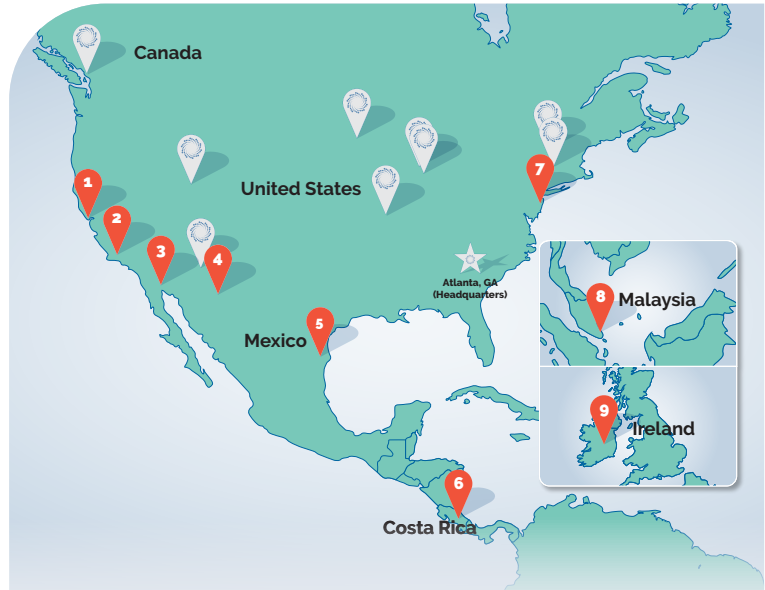 Canada
United States
1
2
3
4
7
Atlanta, GA
(Headquarters)
Mexico
5
8
Malaysia
9
Ireland
6
Costa Rica